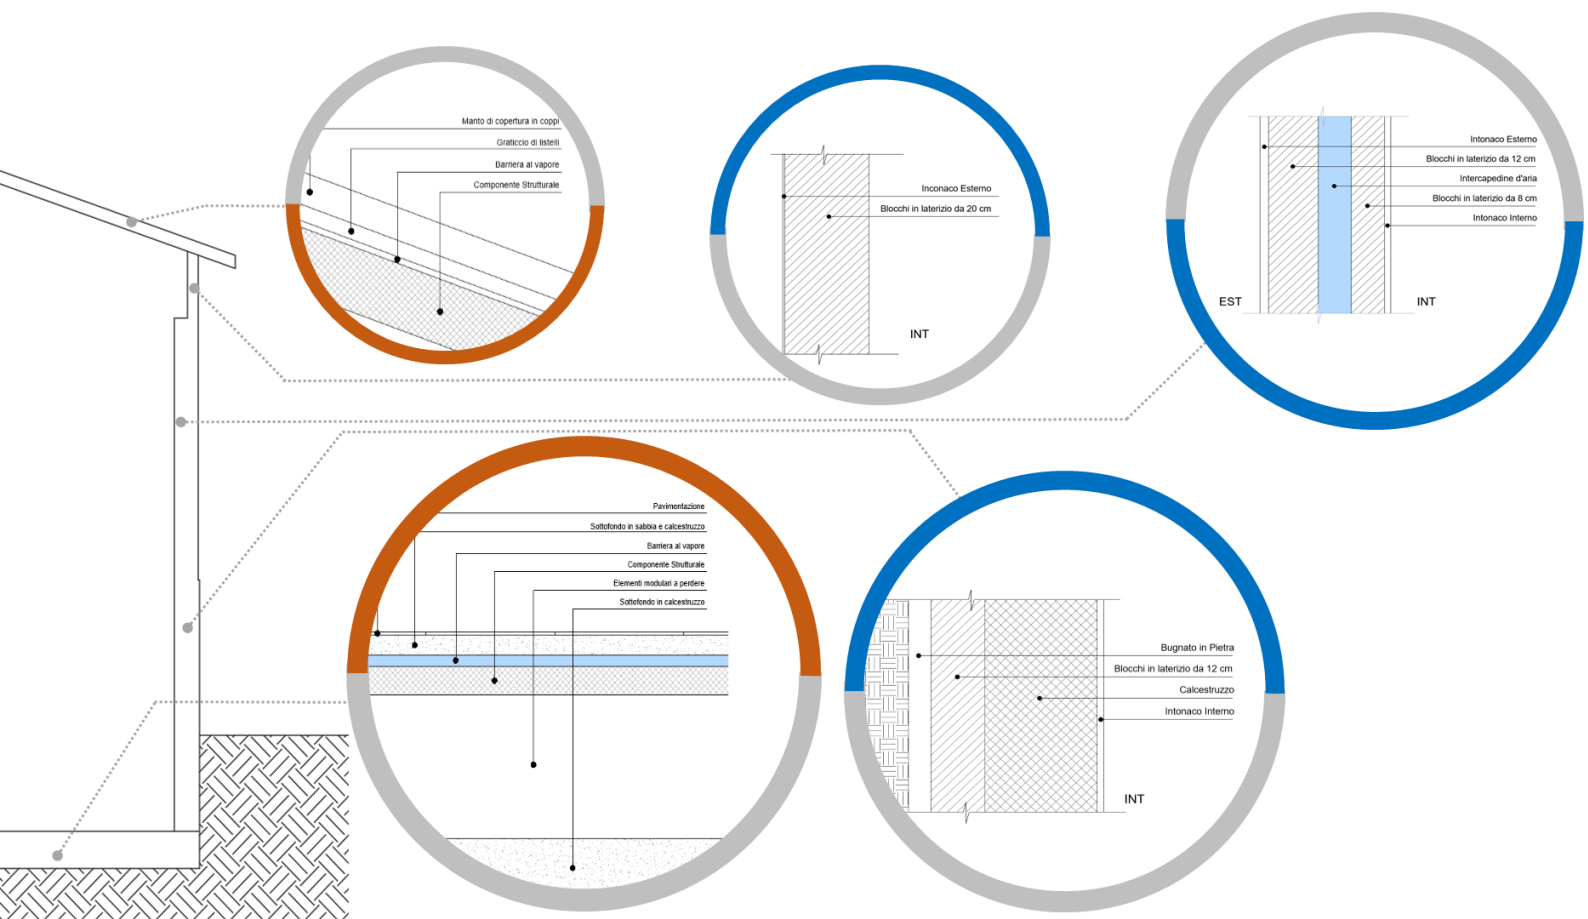 Manto di copertura in coppi
Graticcio di listelli
Barriera al vapore
Componente Strutturale
Inconaco Esterno
Blocchi in laterizio da 20 cm
INT
Intonaco Esterno
Blocchi in laterizio da 12 cm
Intercapedine d'aria
Blocchi in laterizio da 8 cm
Intonaco Interno
EST
INT
Pavimentazione
Sottofondo in sabbia e calcestruzzo
Barriera al vapore
Componente Strutturale
Elementi modulari a perdere
Sottofondo in calcestruzzo
Bugnato in Pietra
Blocchi in laterizio da 12 cm
Calcestruzzo
Intonaco Interno
INT